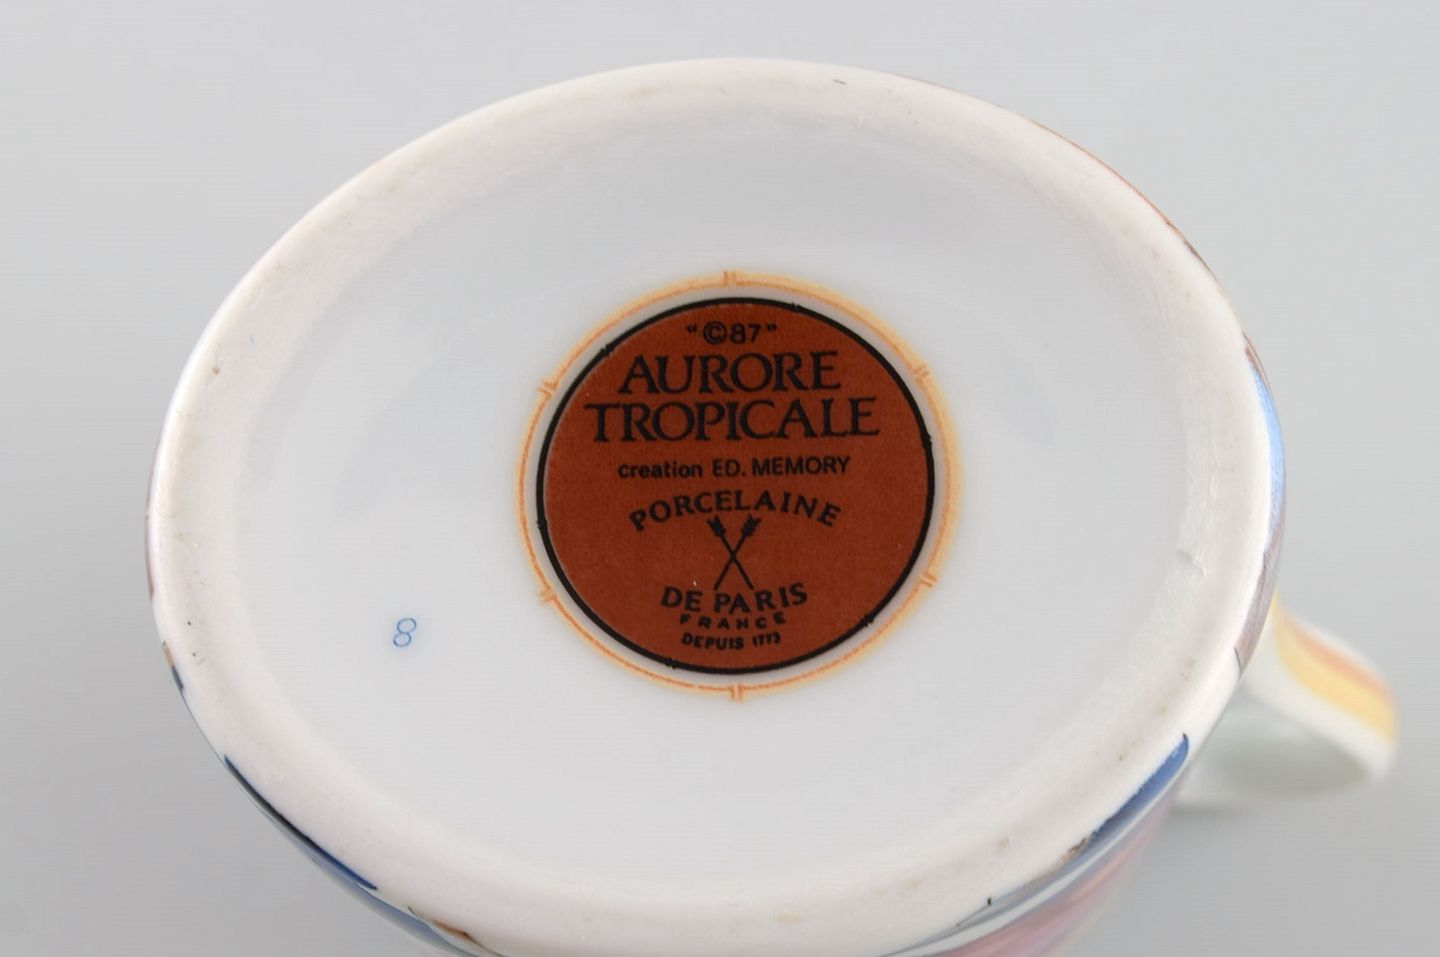 "©87"
AURORE
TROPICALE
creation ED. MEMORY
PORCELAINE
DE PARIS
FRANCE
DEPUIS 1773
8